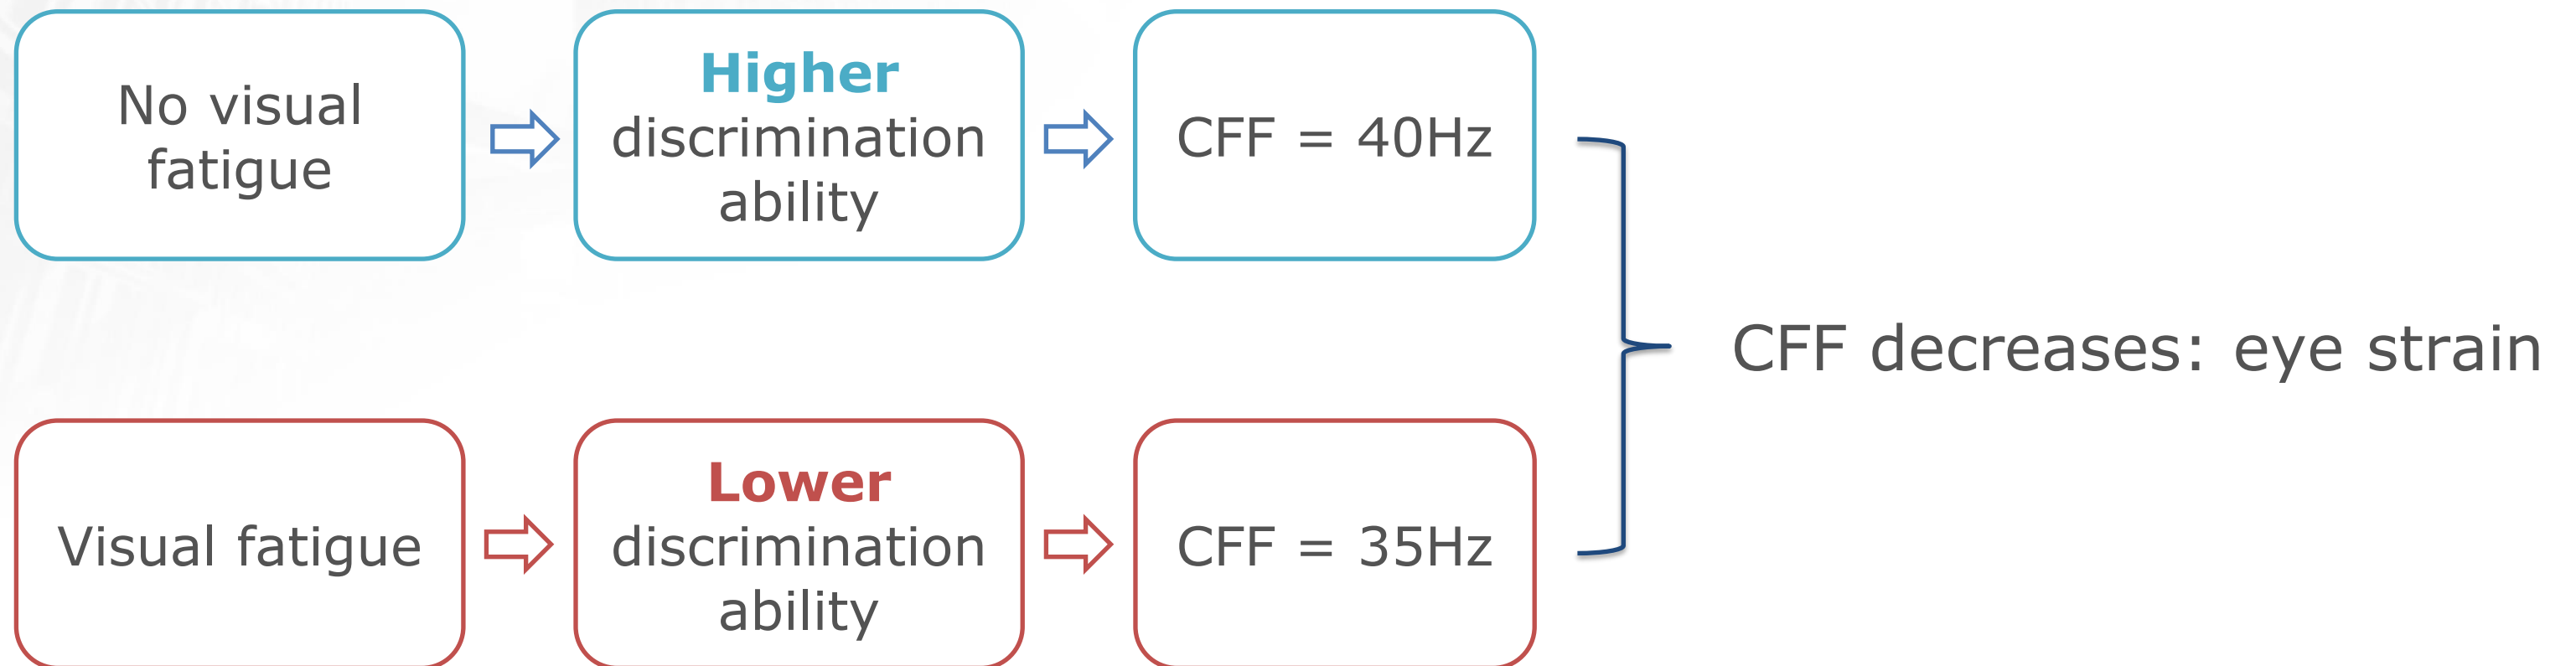 No visual
fatigue
Higher
discrimination
ability
CFF = 40Hz
Visual fatigue
Lower
discrimination
ability
CFF = 35Hz
CFF decreases: eye strain